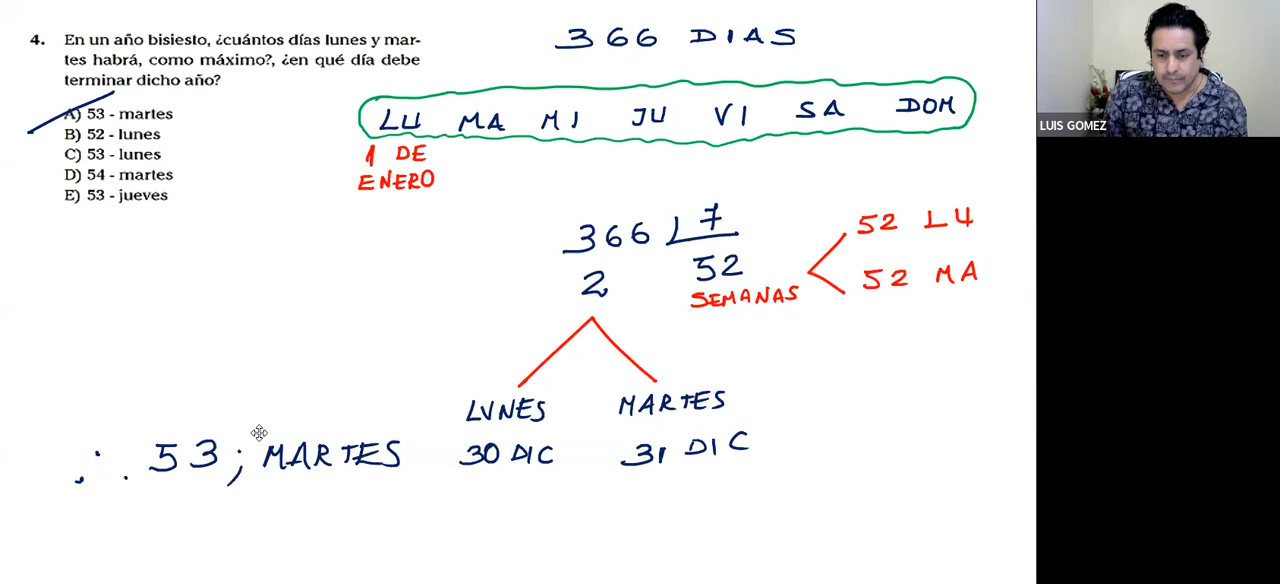 4. En un año bisiesto, ¿cuántos días lunes y mar-
tes habrá, como máximo?, ¿en qué día debe
terminar dicho año?
A) 53 - martes
B) 52 - lunes
C) 53 - lunes
D) 54 - martes
E) 53 - jueves
366 DIAS
LU MA MI JU VI SA DOM
1 DE
ENERO
366 7
2 52
SEMANAS
52 LU
52 MA
LUNES MARTES
30 DIC 31 DIC
∴ 53; MARTES
LUIS GOMEZ